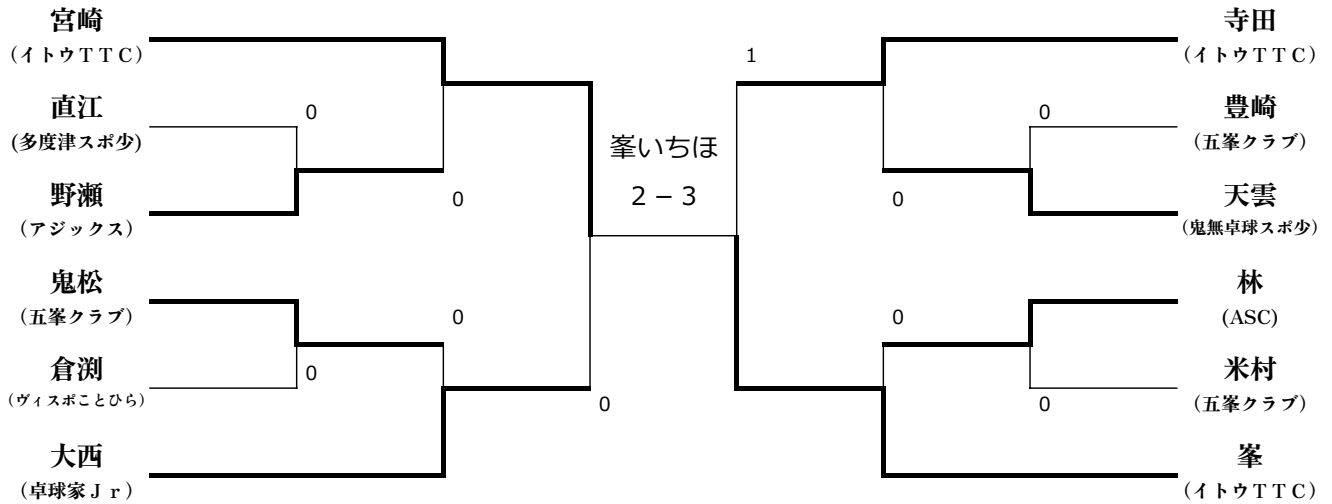 宮崎
(イトウＴＴＣ)
直江
(多度津スポ少)
0
野瀬
(アジックス)
0
鬼松
(五峯クラブ)
0
倉渕
(ヴィスポことひら)
0
大西
(卓球家Ｊｒ)
0
峯いちほ
2－3
1
寺田
(イトウＴＴＣ)
0
豊崎
(五峯クラブ)
0
天雲
(鬼無卓球スポ少)
0
林
(ASC)
米村
(五峯クラブ)
0
峯
(イトウＴＴＣ)